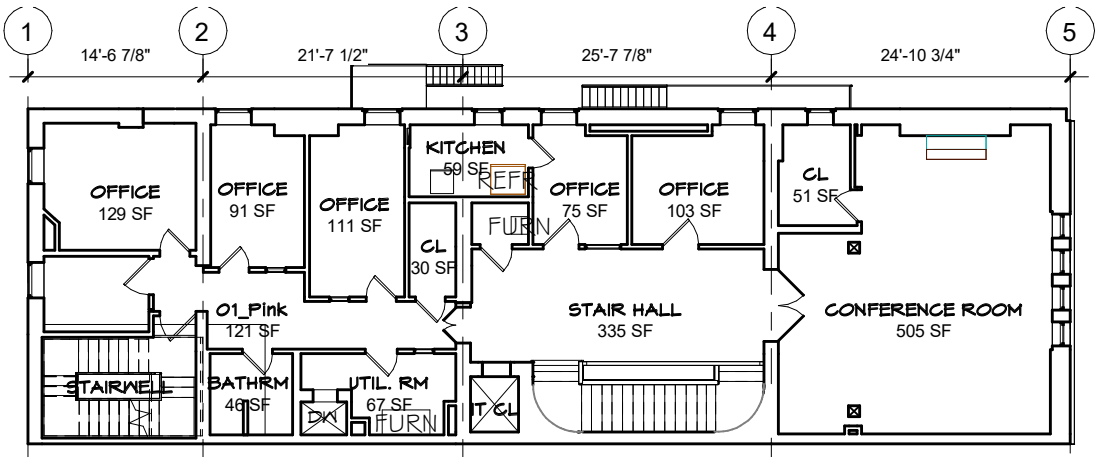 1
2
3
4
5
14'-6 7/8"
21'-7 1/2"
25'-7 7/8"
24'-10 3/4"
OFFICE
129 SF
OFFICE
91 SF
OFFICE
111 SF
KITCHEN
59 SF
REFR
OFFICE
75 SF
OFFICE
103 SF
CL
51 SF
FURN
CL
30 SF
01_Pink
121 SF
STAIR HALL
335 SF
CONFERENCE ROOM
505 SF
STAIRWELL
BATHRM
46 SF
UTIL. RM
67 SF
DW
FURN
IT CL